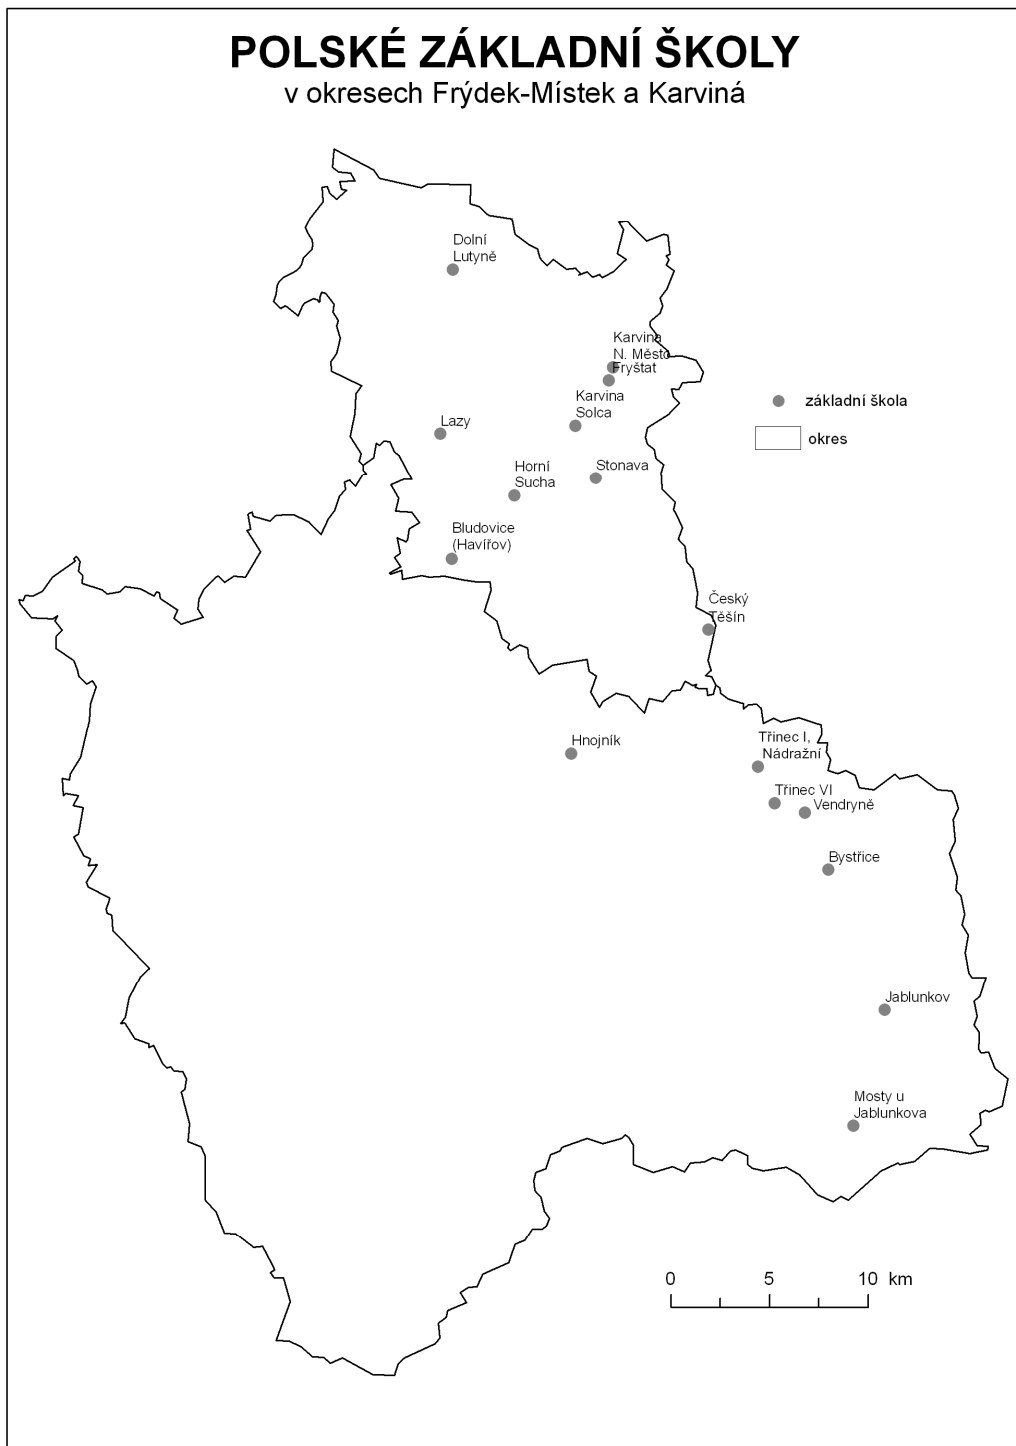 POLSKÉ ZÁKLADNÍ ŠKOLY
v okresech Frýdek-Místek a Karviná
Dolní
Lutyně
Karvina
N. Město
Fryštat
Karvina
Solca
základní škola
Lazy
okres
Horní
Sucha
Stonava
Bludovice
(Havířov)
Český
Těšín
Hnojník
Třinec I,
Nádražní
Třinec VI
Vendryně
Bystřice
Jablunkov
Mosty u
Jablunkova
0 5 10 km